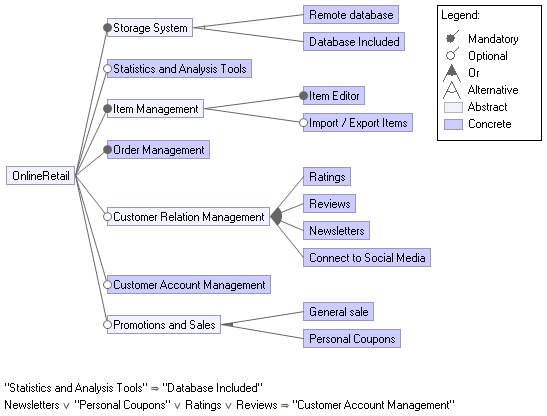 Legend:
Mandatory
Optional
Or
Alternative
Abstract
Concrete
OnlineRetail
Storage System
Remote database
Database Included
Statistics and Analysis Tools
Item Management
Item Editor
Import / Export Items
Order Management
Customer Relation Management
Ratings
Reviews
Newsletters
Connect to Social Media
Customer Account Management
Promotions and Sales
General sale
Personal Coupons
"Statistics and Analysis Tools" ⇒ "Database Included"
Newsletters ∨ "Personal Coupons" ∨ Ratings ∨ Reviews ⇒ "Customer Account Management"